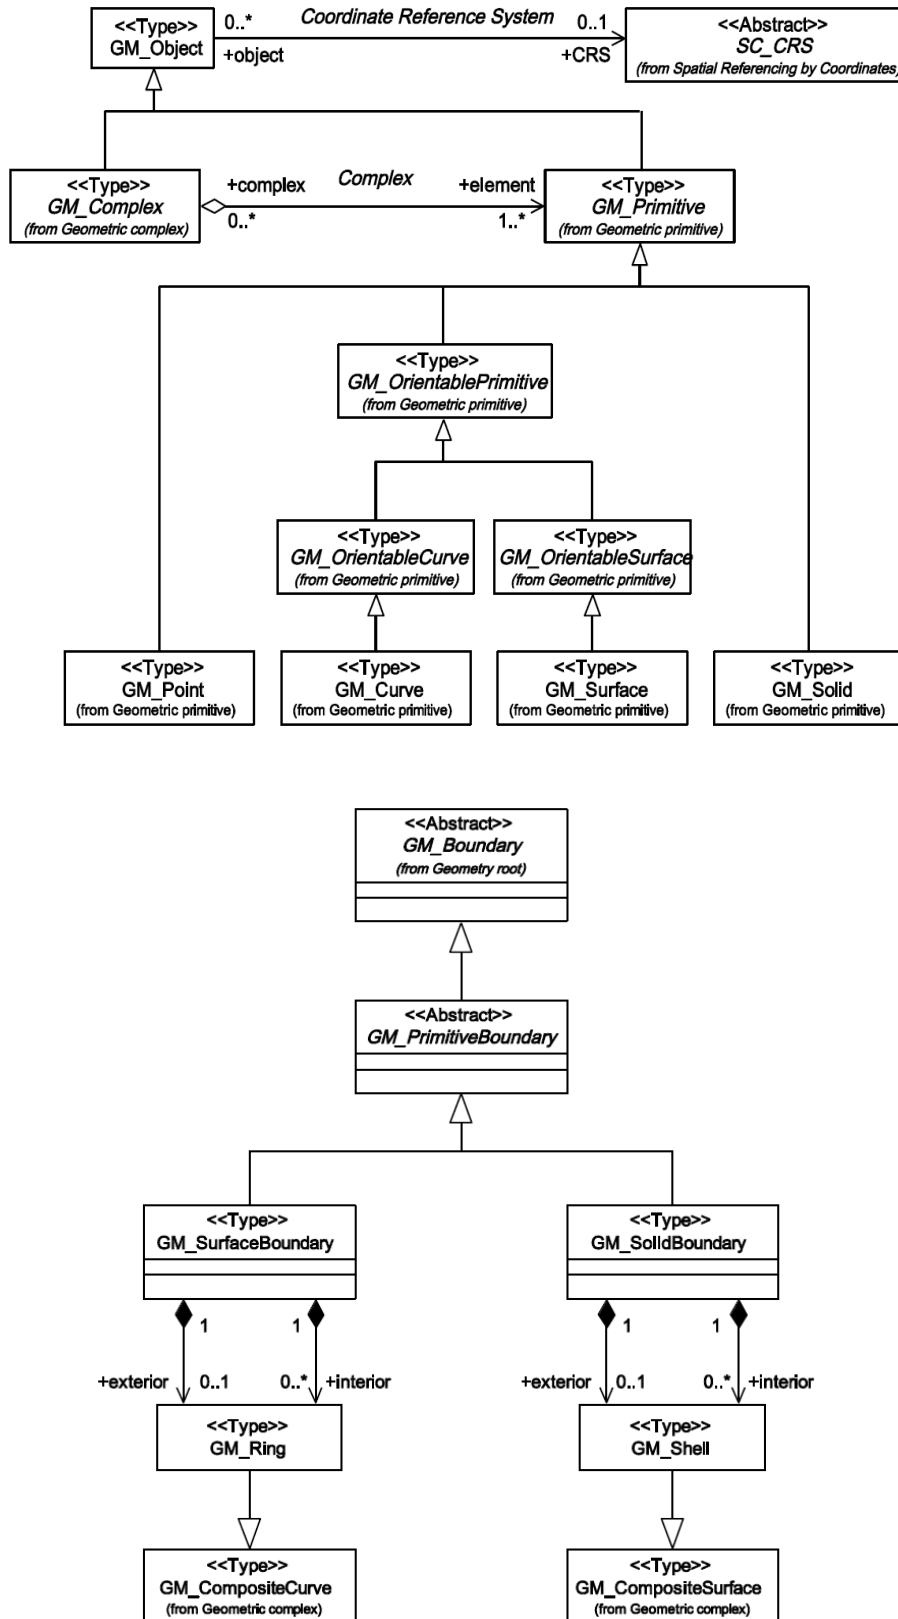 <<Type>>
GM_Object
0..*
Coordinate Reference System
0..1
+object
+CRS
<<Abstract>>
SC_CRS
(from Spatial Referencing by Coordinates)
<<Type>>
GM_Complex
(from Geometric complex)
+complex
Complex
+element
0..*
1..*
<<Type>>
GM_Primitive
(from Geometric primitive)
<<Type>>
GM_OrientablePrimitive
(from Geometric primitive)
<<Type>>
GM_OrientableCurve
(from Geometric primitive)
<<Type>>
GM_OrientableSurface
(from Geometric primitive)
<<Type>>
GM_Point
(from Geometric primitive)
<<Type>>
GM_Curve
(from Geometric primitive)
<<Type>>
GM_Surface
(from Geometric primitive)
<<Type>>
GM_Solid
(from Geometric primitive)
<<Abstract>>
GM_Boundary
(from Geometry root)
<<Abstract>>
GM_PrimitiveBoundary
<<Type>>
GM_SurfaceBoundary
<<Type>>
GM_SolidBoundary
1
1
1
1
+exterior
0..1
0..*
+interior
+exterior
0..1
0..*
+interior
<<Type>>
GM_Ring
<<Type>>
GM_Shell
<<Type>>
GM_CompositeCurve
(from Geometric complex)
<<Type>>
GM_CompositeSurface
(from Geometric complex)